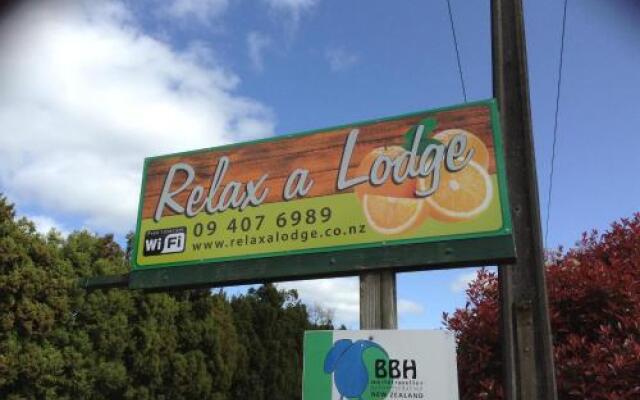 Relax a Lodge
09 407 6989
WiFi
www.relaxalodge.co.nz
BBH
NEW ZEALAND